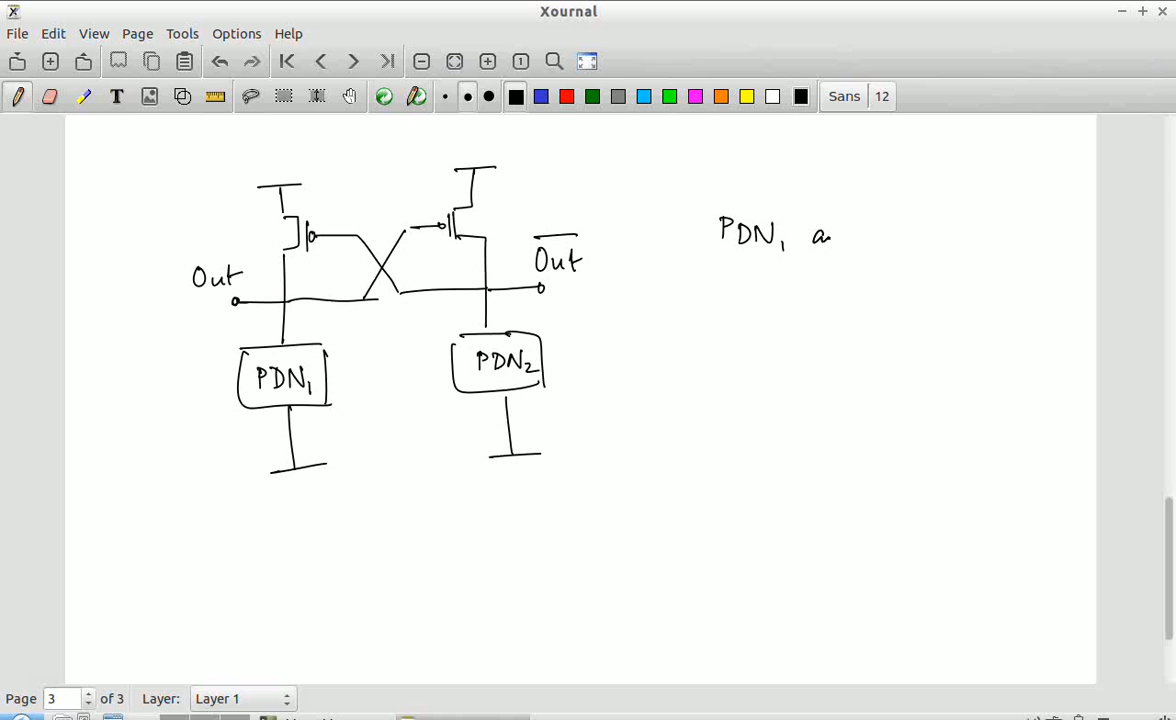 Xournal
File Edit View Page Tools Options Help
Sans 12
Out
Out
PDN1
PDN2
PDN1 a
Page 3 of 3 Layer: Layer 1